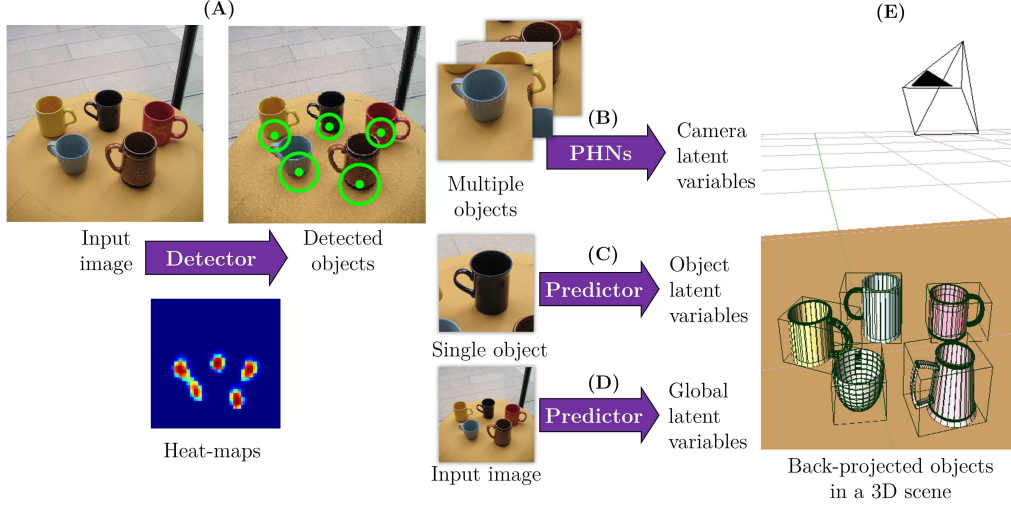 (A)
Input
image
Detector
Detected
objects
Heat-maps
Multiple
objects
(B)
PHNs
Camera
latent
variables
(C)
Predictor
Single object
Object
latent
variables
(D)
Predictor
Input image
Global
latent
variables
(E)
Back-projected objects
in a 3D scene